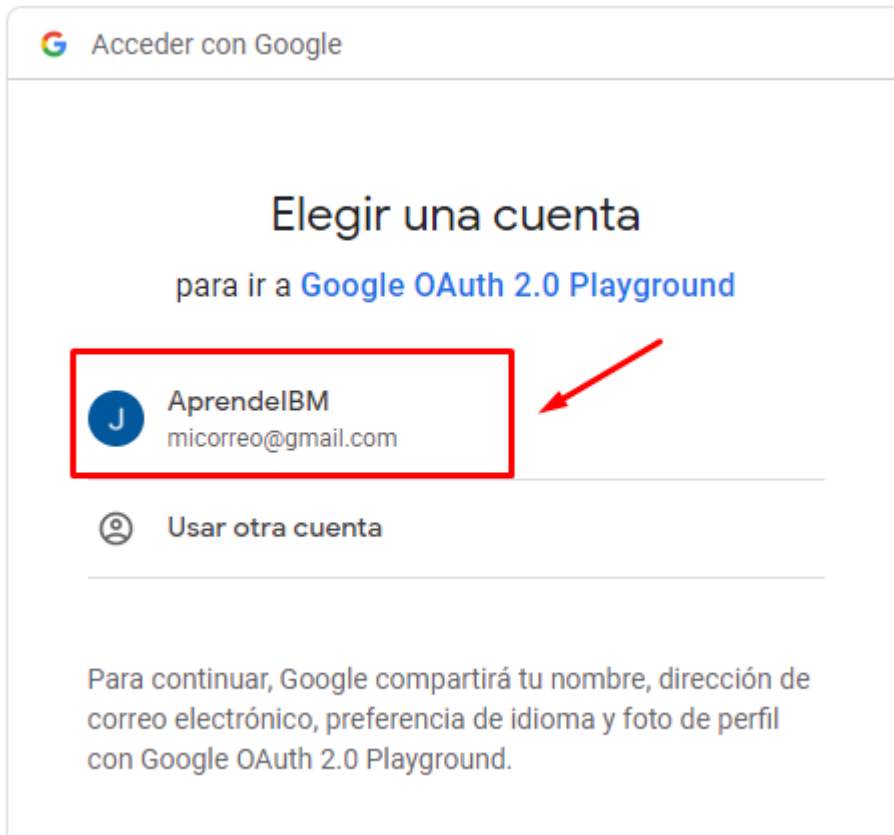 Acceder con Google
Elegir una cuenta
para ir a Google OAuth 2.0 Playground
J
AprendeIBM
micorreo@gmail.com
Usar otra cuenta
Para continuar, Google compartirá tu nombre, dirección de
correo electrónico, preferencia de idioma y foto de perfil
con Google OAuth 2.0 Playground.